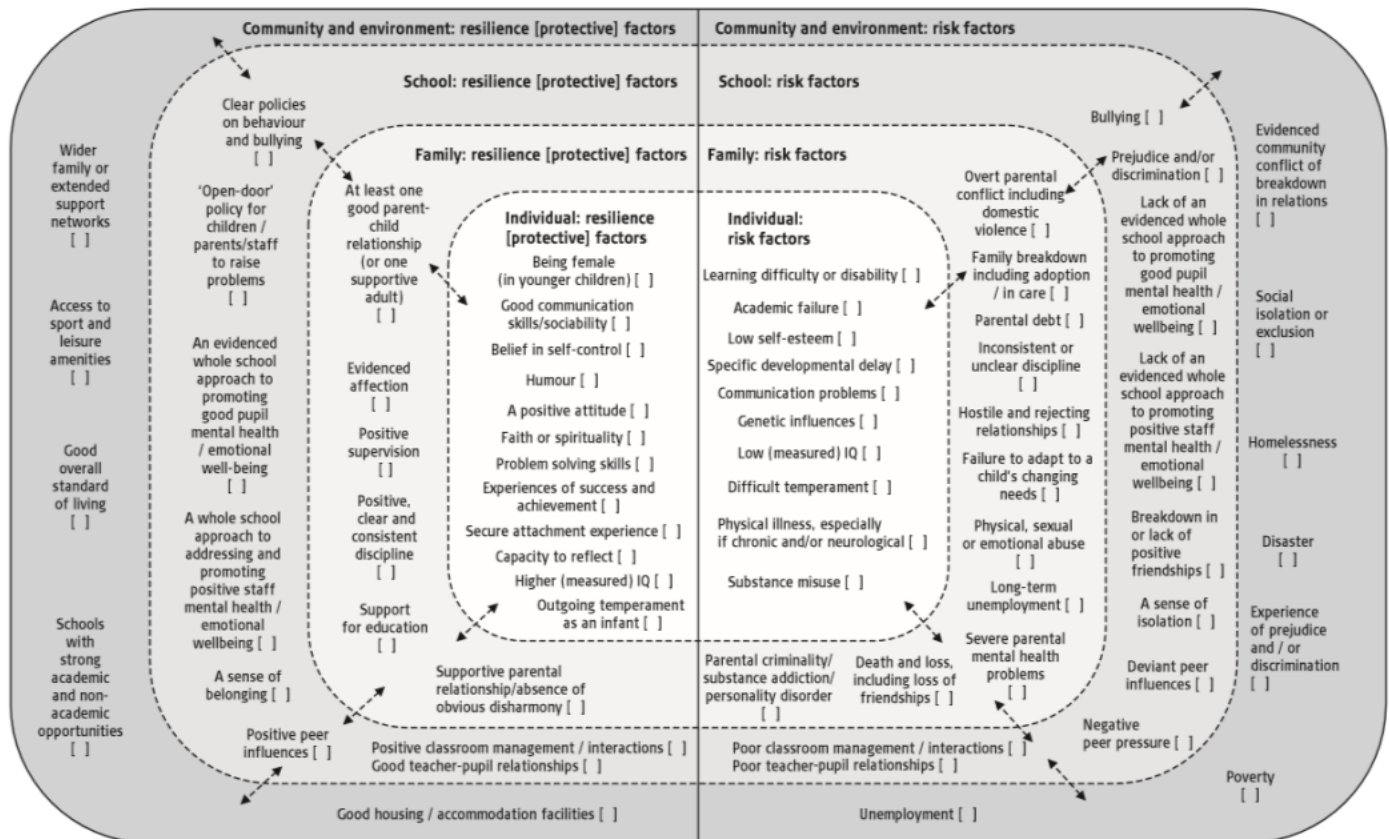 Community and environment: resilience [protective] factors
Wider
family or
extended
support
networks
[ ]
Access to
sport and
leisure
amenities
[ ]
Good
overall
standard
of living
[ ]
Schools
with
strong
academic
and non-
academic
opportunities
[ ]
Good housing / accommodation facilities [ ]
School: resilience [protective] factors
Clear policies
on behaviour
and bullying
[ ]
‘Open-door’
policy for
children /
parents/staff
to raise
problems
[ ]
An evidenced
whole school
approach to
promoting
good pupil
mental health
/ emotional
well-being
[ ]
A whole school
approach to
addressing and
promoting
positive staff
mental health /
emotional
wellbeing [ ]
A sense of
belonging [ ]
Positive peer
influences [ ]
Positive classroom management / interactions [ ]
Good teacher-pupil relationships [ ]
Family: resilience [protective] factors
At least one
good parent-
child
relationship
(or one
supportive
adult)
[ ]
Evidenced
affection
[ ]
Positive
supervision
[ ]
Positive,
clear and
consistent
discipline
[ ]
Support
for education
[ ]
Supportive parental
relationship/absence of
obvious disharmony [ ]
Individual: resilience
[protective] factors
Being female
(in younger children) [ ]
Good communication
skills/sociability [ ]
Belief in self-control [ ]
Humour [ ]
A positive attitude [ ]
Faith or spirituality [ ]
Problem solving skills [ ]
Experiences of success and
achievement [ ]
Secure attachment experience [ ]
Capacity to reflect [ ]
Higher (measured) IQ [ ]
Outgoing temperament
as an infant [ ]
Community and environment: risk factors
School: risk factors
Family: risk factors
Individual:
risk factors
Learning difficulty or disability [ ]
Academic failure [ ]
Low self-esteem [ ]
Specific developmental delay [ ]
Communication problems [ ]
Genetic influences [ ]
Low (measured) IQ [ ]
Difficult temperament [ ]
Physical illness, especially
if chronic and/or neurological [ ]
Substance misuse [ ]
Overt parental
conflict including
domestic
violence [ ]
Family breakdown
including adoption
/ in care [ ]
Parental debt [ ]
Inconsistent or
unclear discipline
[ ]
Hostile and rejecting
relationships [ ]
Failure to adapt to a
child’s changing
needs [ ]
Physical, sexual
or emotional abuse
[ ]
Long-term
unemployment [ ]
Severe parental
mental health
problems
[ ]
Parental criminality/
substance addiction/
personality disorder
[ ]
Death and loss,
including loss of
friendships [ ]
Bullying [ ]
Prejudice and/or
discrimination [ ]
Lack of an
evidenced whole
school approach
to promoting
good pupil
mental health /
emotional
wellbeing [ ]
Lack of an
evidenced whole
school approach
to promoting
positive staff
mental health /
emotional
wellbeing [ ]
Breakdown in
or lack of
positive
friendships [ ]
A sense of
isolation [ ]
Deviant peer
influences [ ]
Negative
peer pressure [ ]
Poor classroom management / interactions [ ]
Poor teacher-pupil relationships [ ]
Evidenced
community
conflict of
breakdown
in relations
[ ]
Social
isolation or
exclusion
[ ]
Homelessness
[ ]
Disaster
[ ]
Experience
of prejudice
and / or
discrimination
[ ]
Poverty
[ ]
Unemployment [ ]